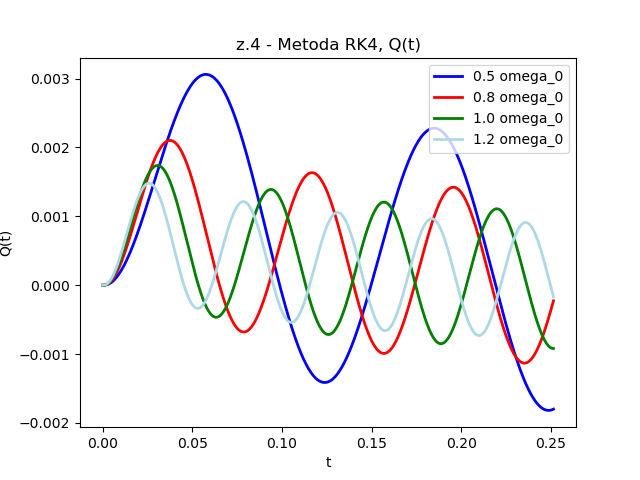 z.4 - Metoda RK4, Q(t)
0.5 omega_0
0.8 omega_0
1.0 omega_0
1.2 omega_0
Q(t)
0.003
0.002
0.001
0.000
−0.001
−0.002
0.00 0.05 0.10 0.15 0.20 0.25
t